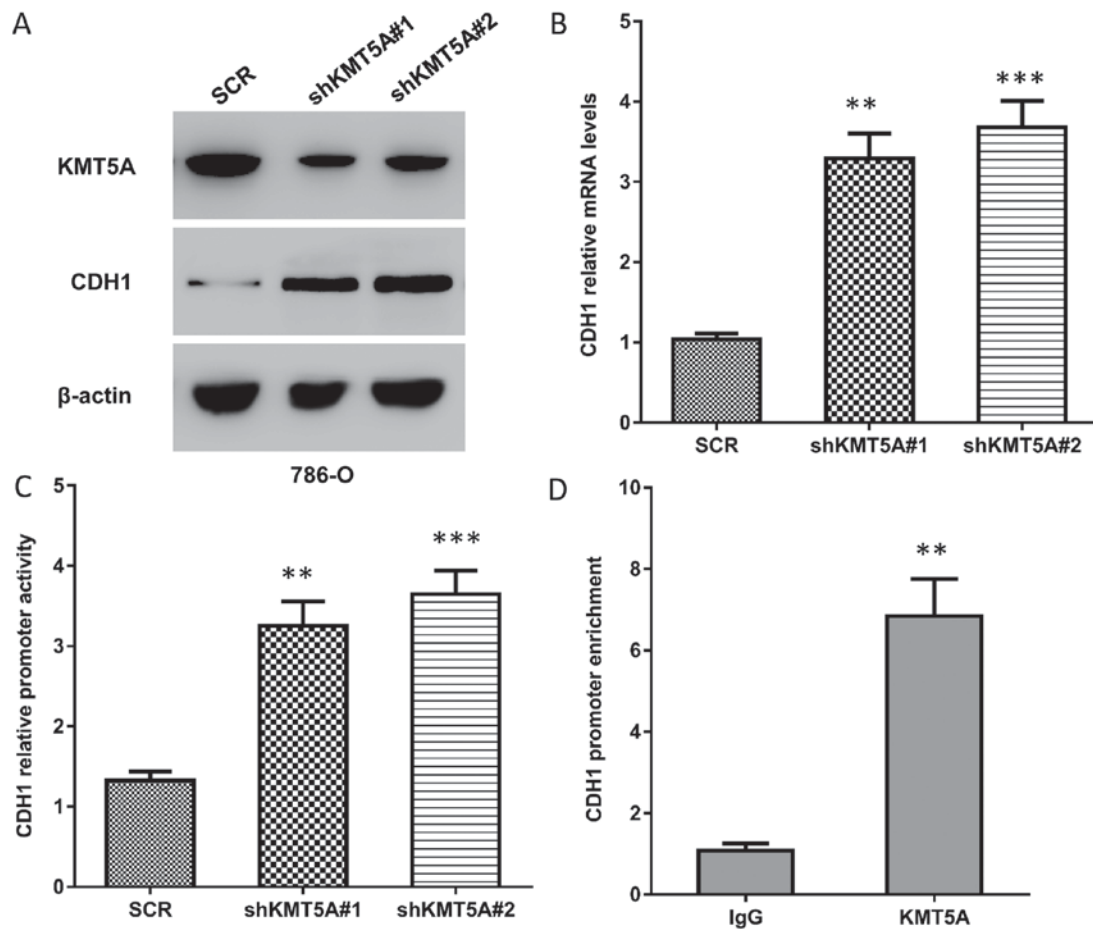 A
SCR
shKMT5A#1
shKMT5A#2
KMT5A
CDH1
β-actin
786-O
B
CDH1 relative mRNA levels
5
4
3
2
1
0
**
***
SCR
shKMT5A#1
shKMT5A#2
C
CDH1 relative promoter activity
5
4
3
2
1
0
**
***
SCR
shKMT5A#1
shKMT5A#2
D
CDH1 promoter enrichment
10
8
6
4
2
0
**
IgG
KMT5A